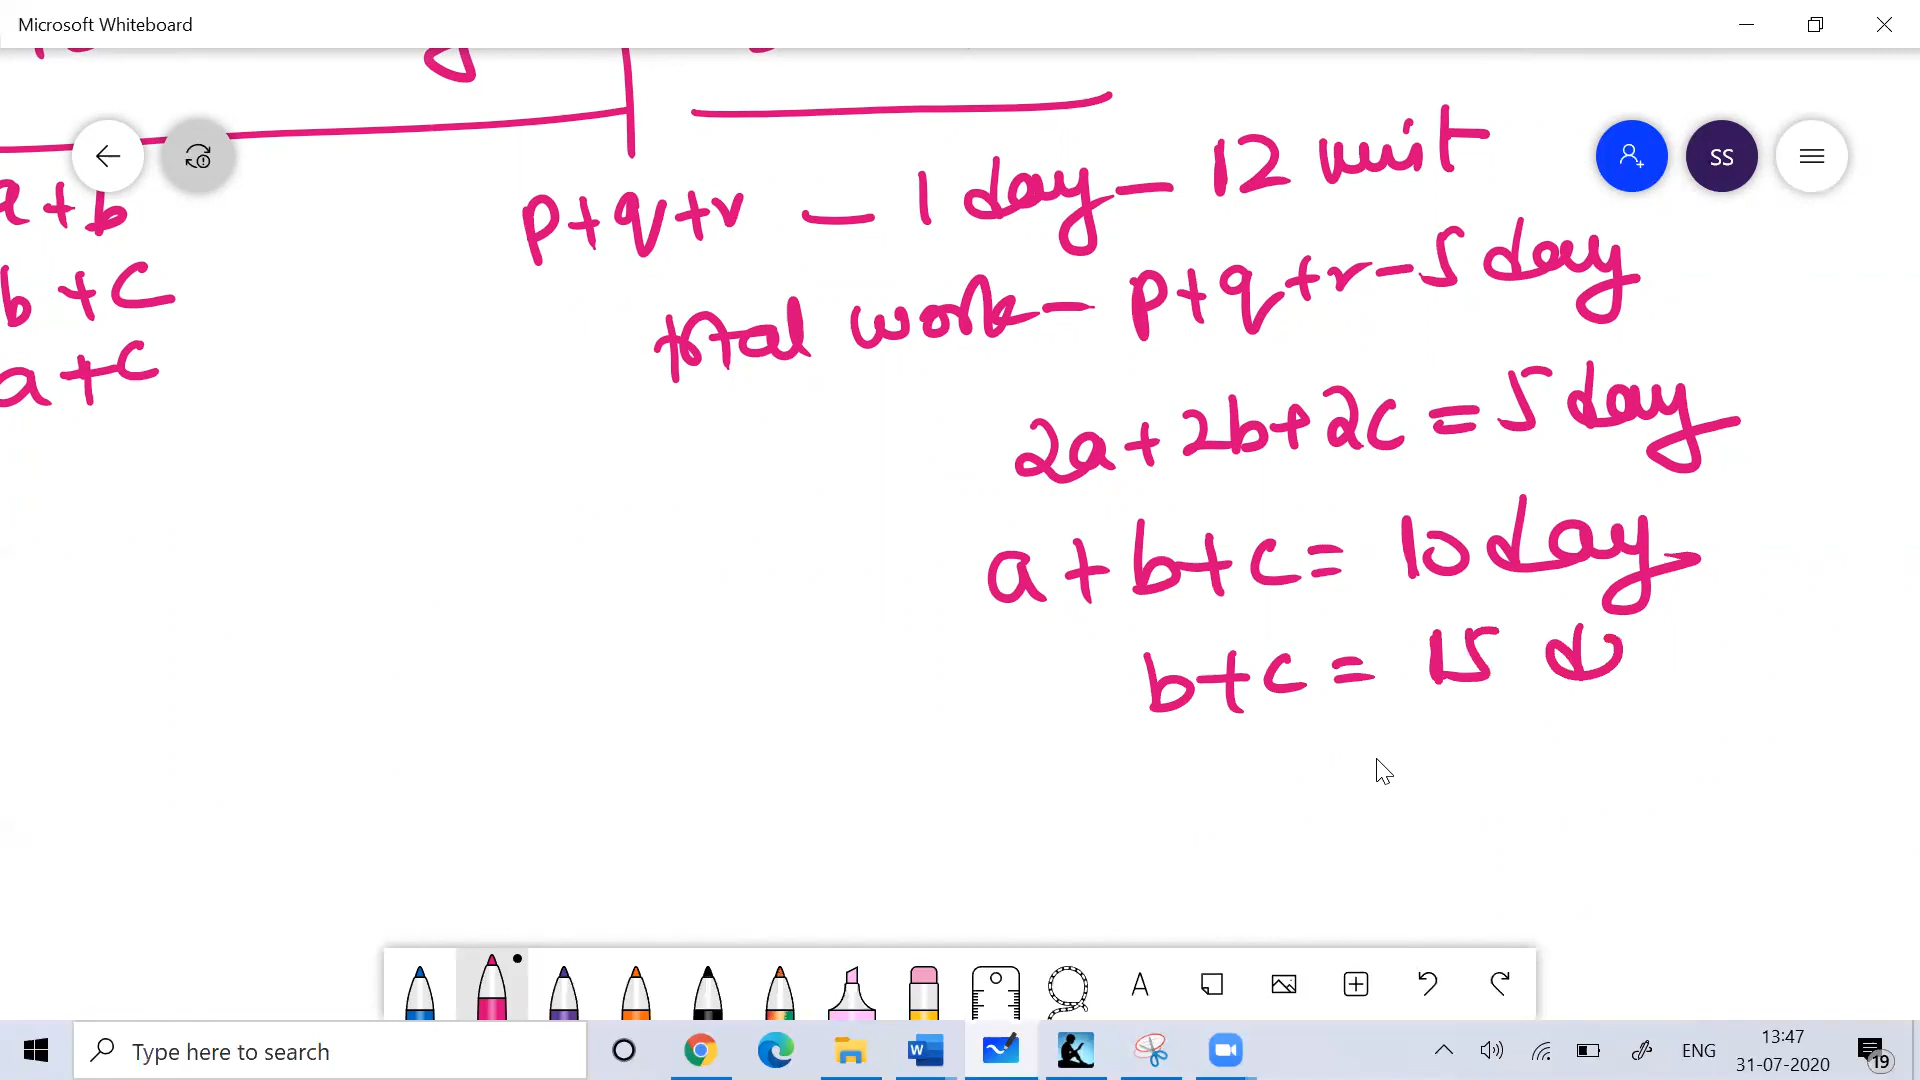 Microsoft Whiteboard
SS
a+b
b+c
a+c
p+q+r — 1 day — 12 unit
total work — p+q+r — 5 day
2a+2b+2c = 5 day
a+b+c = 10 day
b+c = 15 d
A
Type here to search
W
ENG
13:47
31-07-2020
19